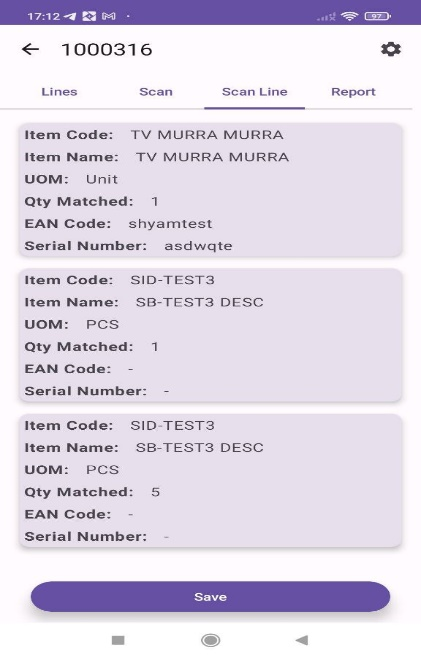 17:12
97
1000316
Lines Scan Scan Line Report
Item Code: TV MURRA MURRA
Item Name: TV MURRA MURRA
UOM: Unit
Qty Matched: 1
EAN Code: shyamtest
Serial Number: asdwqte
Item Code: SID-TEST3
Item Name: SB-TEST3 DESC
UOM: PCS
Qty Matched: 1
EAN Code: -
Serial Number: -
Item Code: SID-TEST3
Item Name: SB-TEST3 DESC
UOM: PCS
Qty Matched: 5
EAN Code: -
Serial Number: -
Save